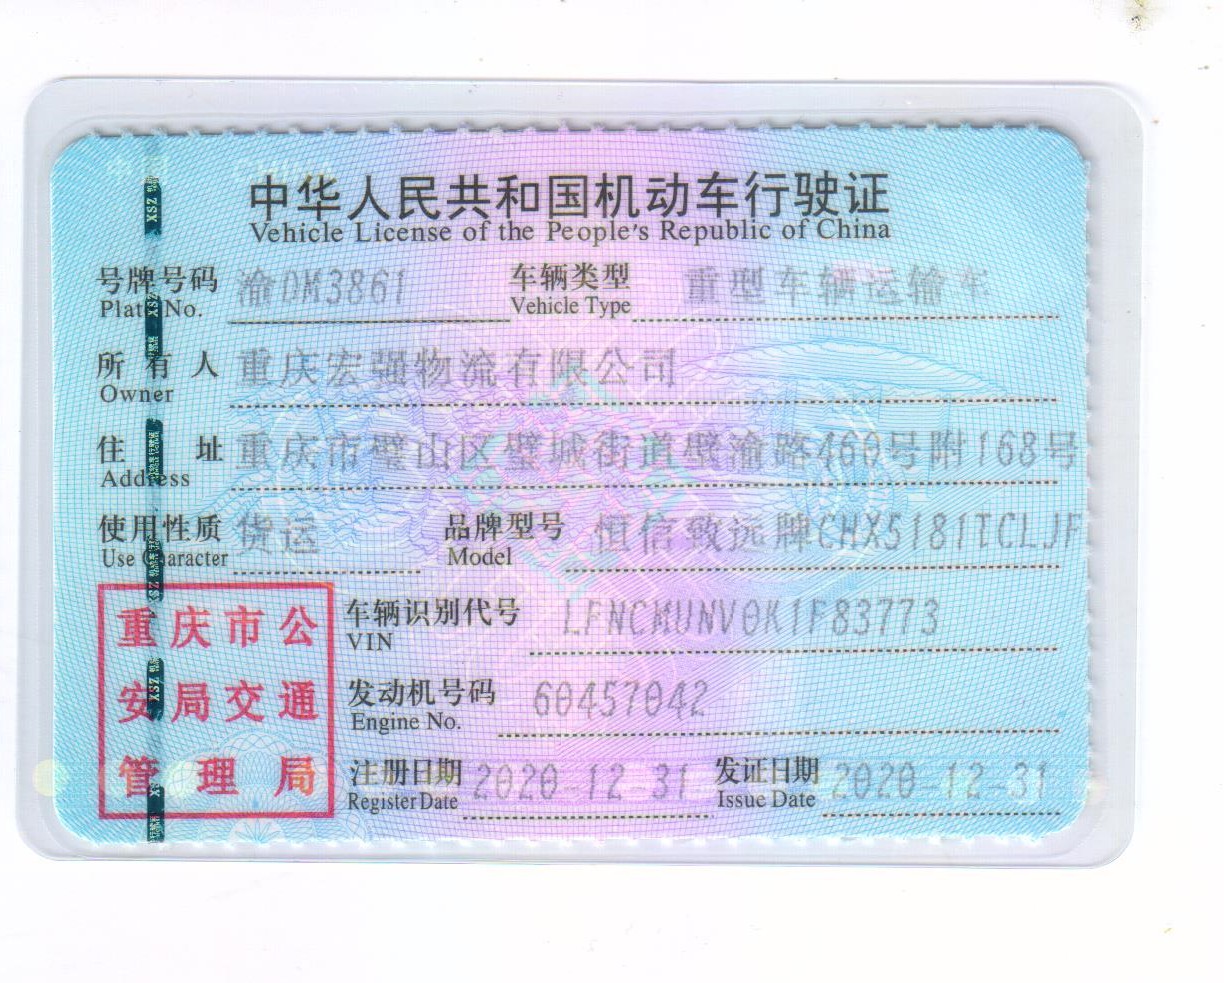 中华人民共和国机动车行驶证
Vehicle License of the People's Republic of China
号牌号码 渝DM3861 车辆类型 重型车辆运输车
Plate No. Vehicle Type
所有人 重庆宏强物流有限公司
Owner
住址 重庆市璧山区璧城街道璧渝路460号附168号
Address
使用性质 货运 品牌型号 恒信致远牌CHX5181TCLJF
Use Character Model
重庆市公
安局交通
管理局
车辆识别代号 LFNCMUNV0K1F83773
VIN
发动机号码 60457042
Engine No.
注册日期 2020-12-31 发证日期 2020-12-31
Register Date Issue Date